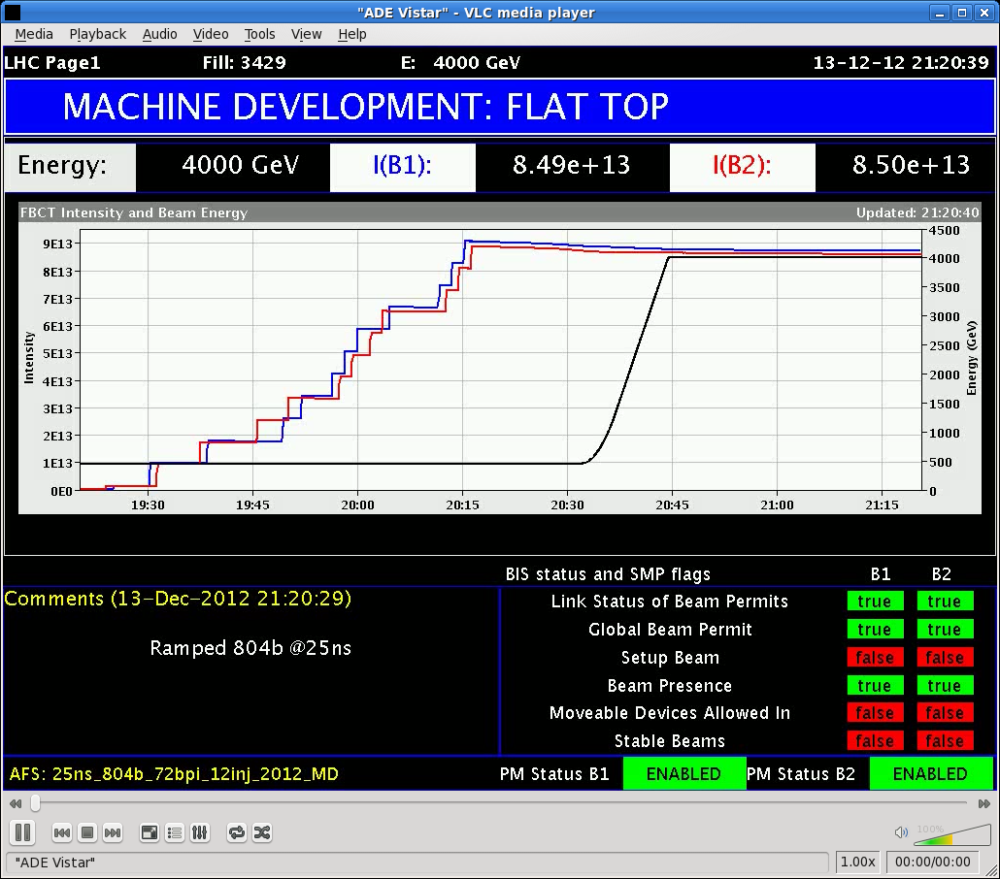 "ADE Vistar" - VLC media player
Media Playback Audio Video Tools View Help
LHC Page1 Fill: 3429 E: 4000 GeV 13-12-12 21:20:39
MACHINE DEVELOPMENT: FLAT TOP
Energy: 4000 GeV I(B1): 8.49e+13 I(B2): 8.50e+13
FBCT Intensity and Beam Energy Updated: 21:20:40
Intensity
9E13
8E13
7E13
6E13
5E13
4E13
3E13
2E13
1E13
0E0
4500
4000
3500
3000
2500
2000
1500
1000
500
0
Energy (GeV)
19:30 19:45 20:00 20:15 20:30 20:45 21:00 21:15
BIS status and SMP flags B1 B2
Comments (13-Dec-2012 21:20:29)
Ramped 804b @25ns
Link Status of Beam Permits true true
Global Beam Permit true true
Setup Beam false false
Beam Presence true true
Moveable Devices Allowed In false false
Stable Beams false false
AFS: 25ns_804b_72bpi_12inj_2012_MD PM Status B1 ENABLED PM Status B2 ENABLED
100%
"ADE Vistar" 1.00x 00:00/00:00